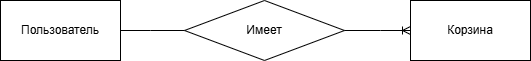 Пользователь
Имеет
Корзина